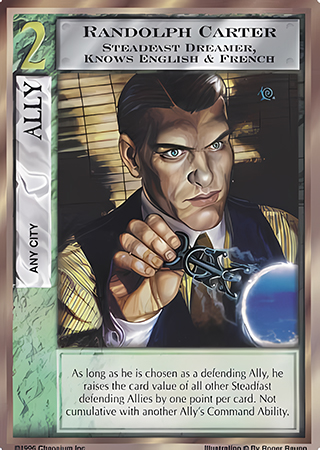 2
RANDOLPH CARTER
STEADFAST DREAMER,
KNOWS ENGLISH & FRENCH
ALLY
ANY CITY
As long as he is chosen as a defending Ally, he
raises the card value of all other Steadfast
defending Allies by one point per card. Not
cumulative with another Ally's Command Ability.
©1996 Chaosium Inc.
Illustration © By Roger Raupp